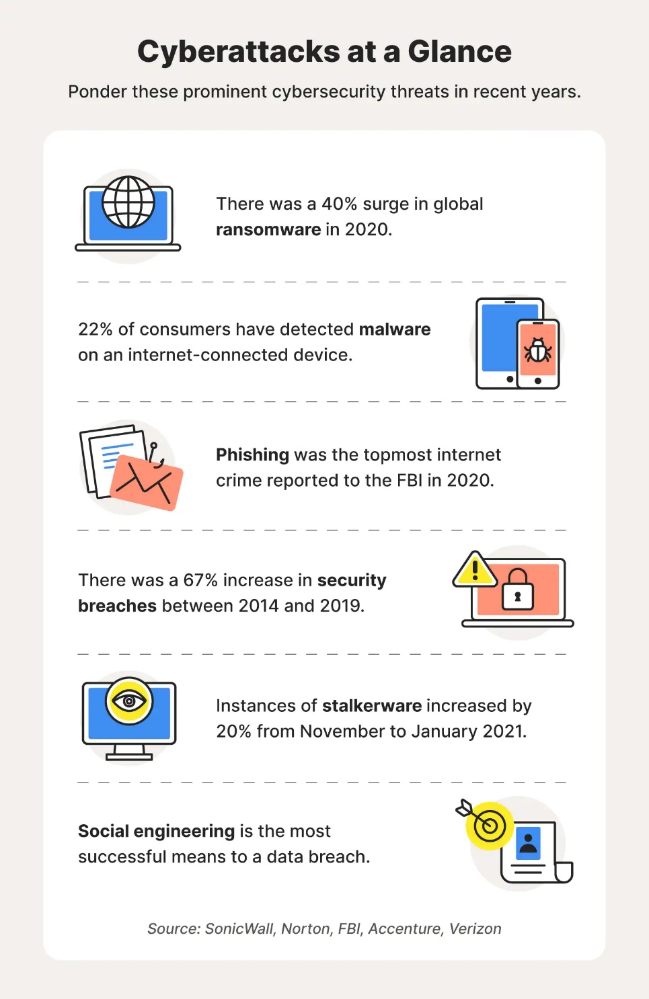 Cyberattacks at a Glance
Ponder these prominent cybersecurity threats in recent years.
There was a 40% surge in global
ransomware in 2020.
22% of consumers have detected malware
on an internet-connected device.
Phishing was the topmost internet
crime reported to the FBI in 2020.
There was a 67% increase in security
breaches between 2014 and 2019.
Instances of stalkerware increased by
20% from November to January 2021.
Social engineering is the most
successful means to a data breach.
Source: SonicWall, Norton, FBI, Accenture, Verizon